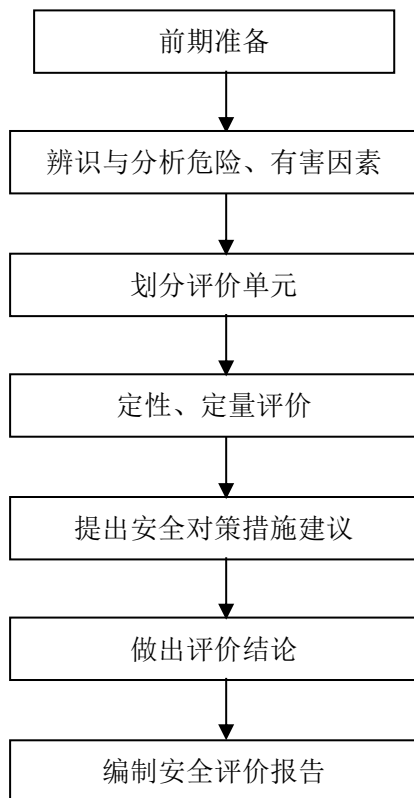 前期准备
辨识与分析危险、有害因素
划分评价单元
定性、定量评价
提出安全对策措施建议
做出评价结论
编制安全评价报告